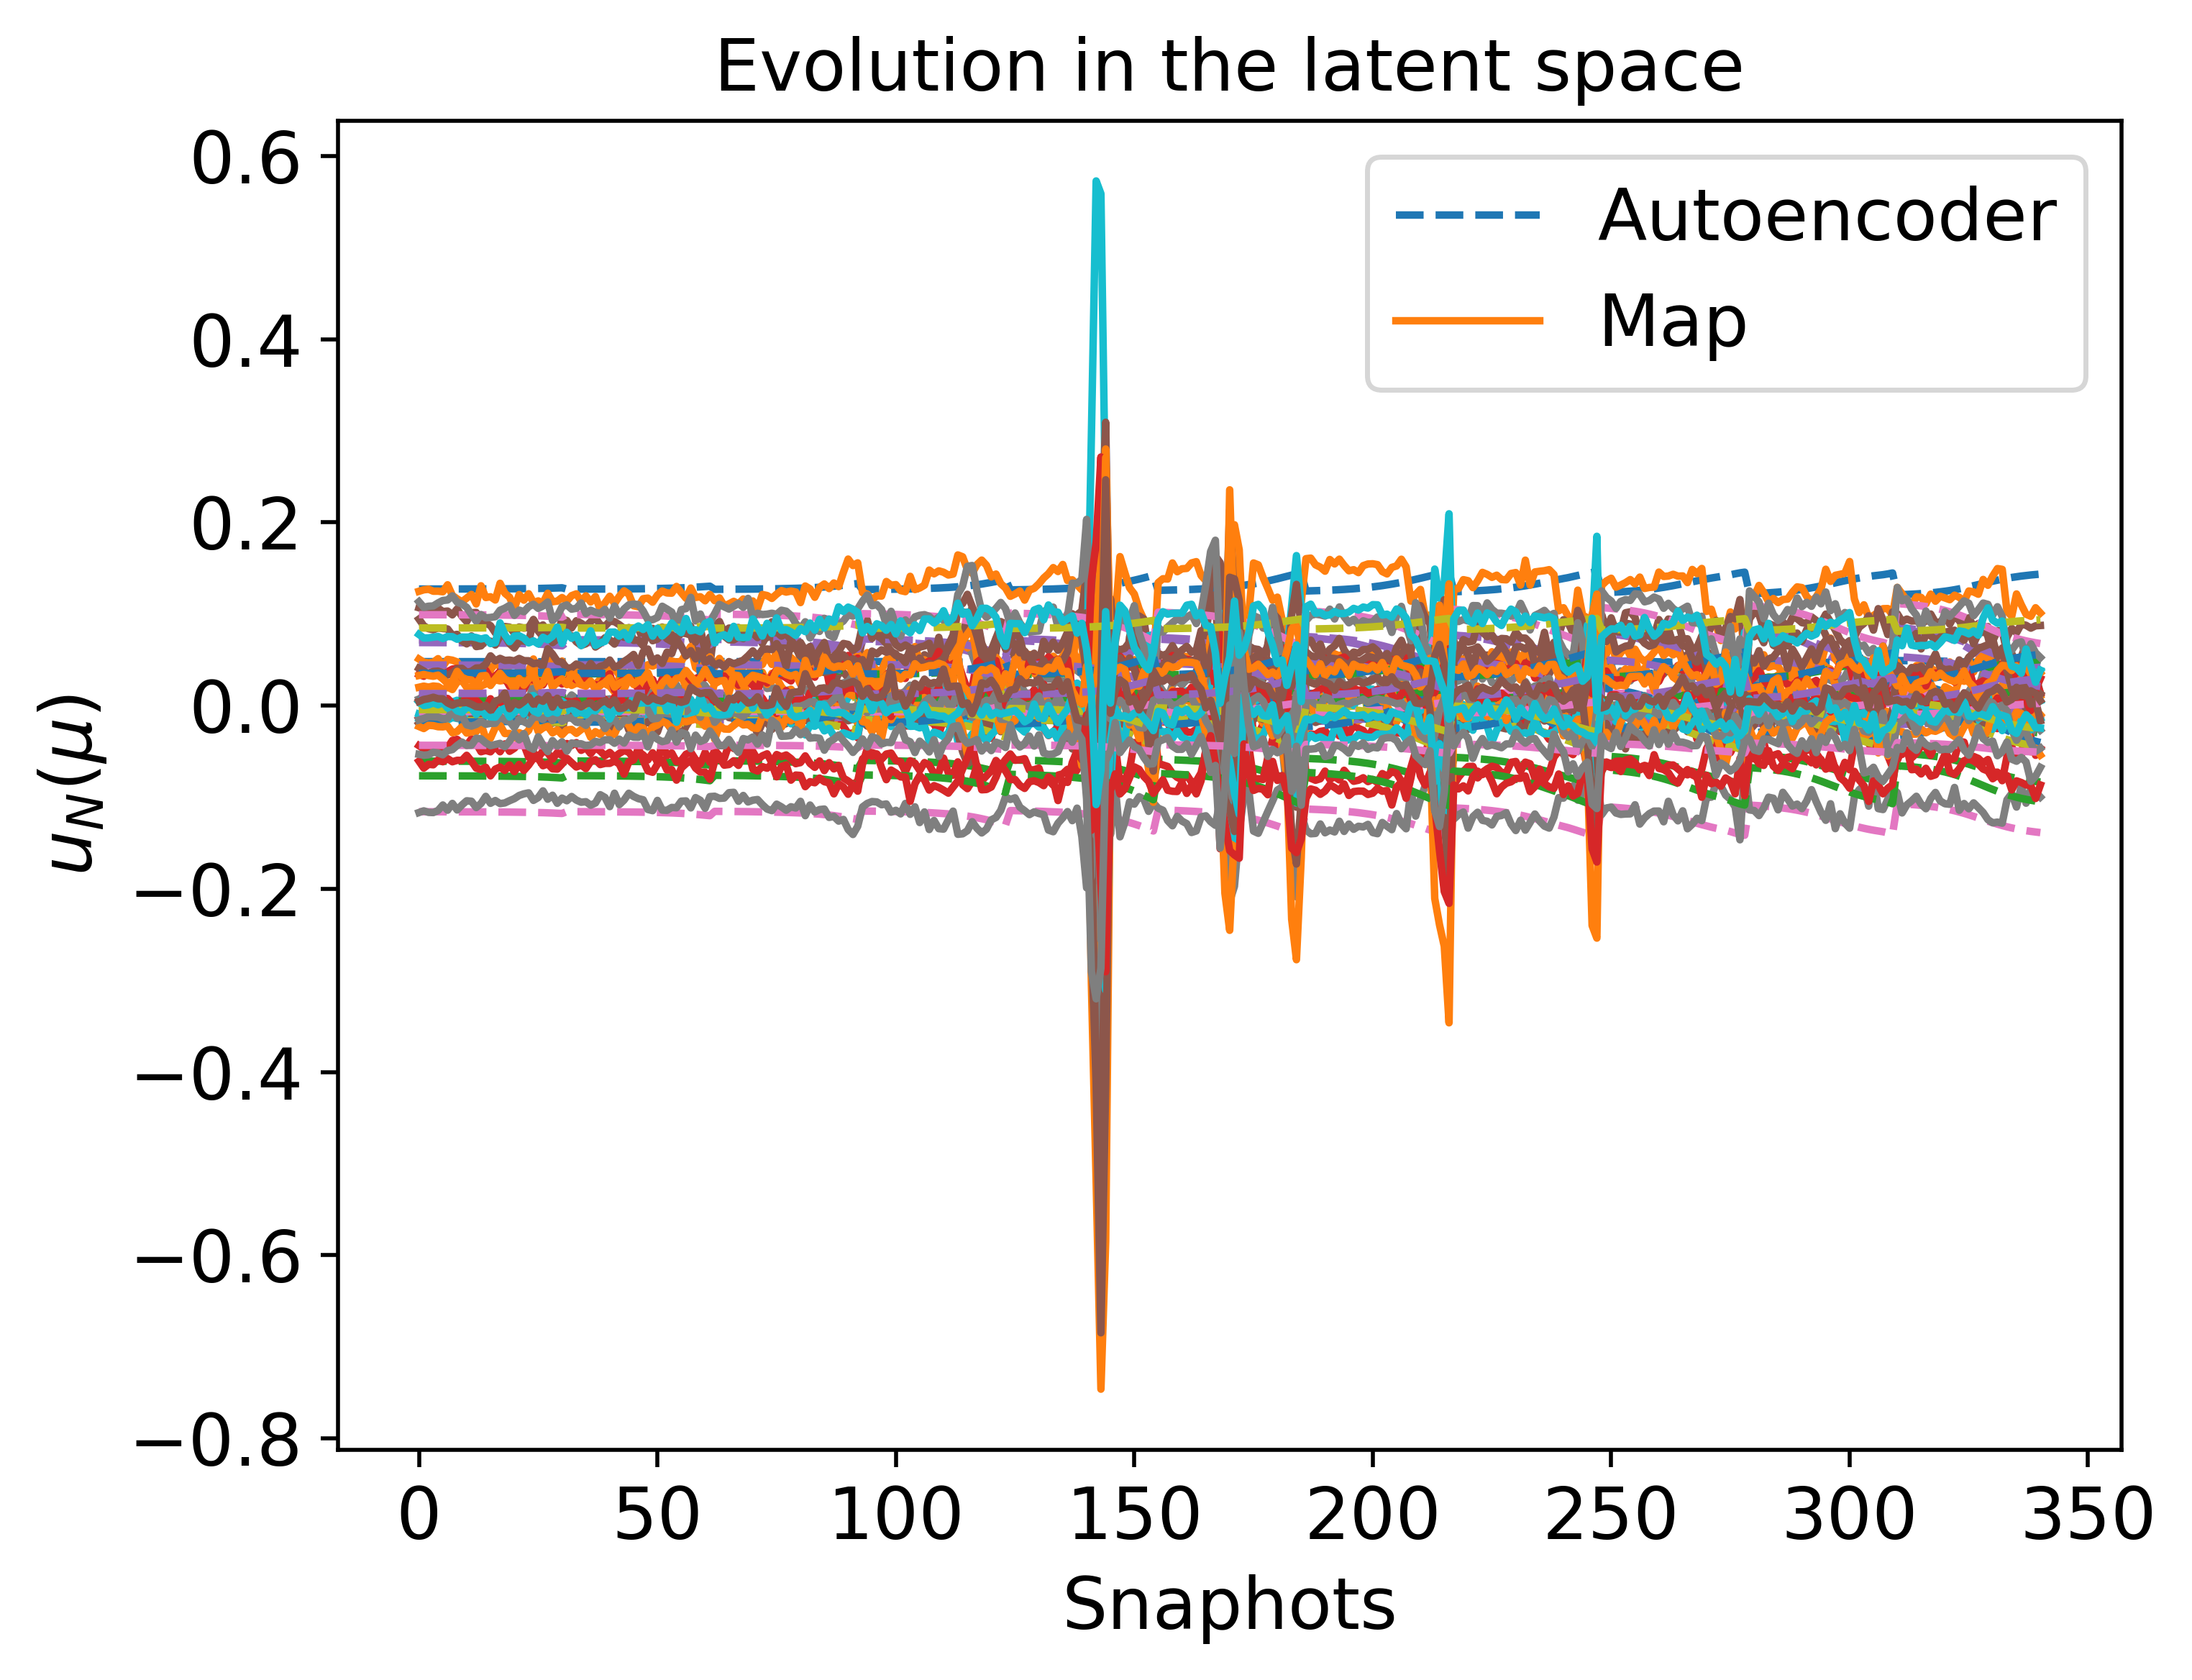 Evolution in the latent space
Autoencoder
Map
0.6
0.4
0.2
0.0
−0.2
−0.4
−0.6
−0.8
u_N(μ)
0 50 100 150 200 250 300 350
Snaphots